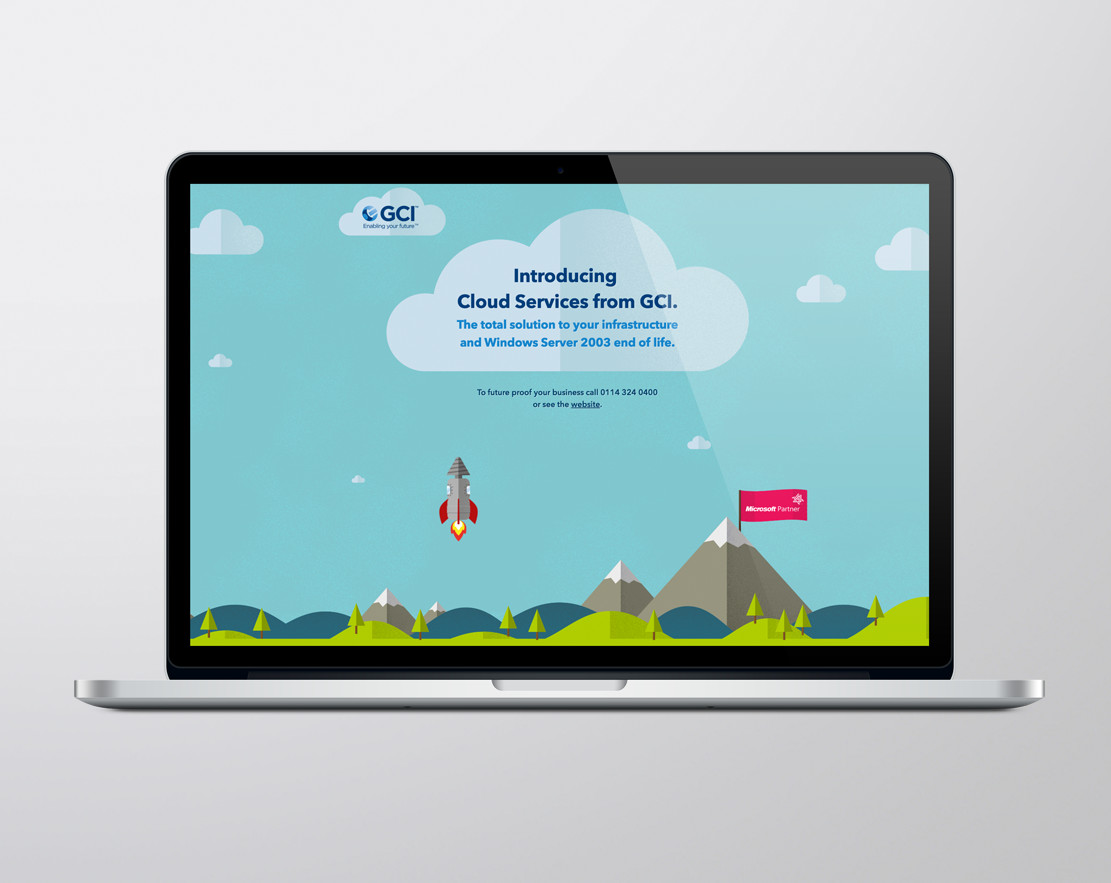 GCI™
Enabling your future™
Introducing
Cloud Services from GCI.
The total solution to your infrastructure
and Windows Server 2003 end of life.
To future proof your business call 0114 324 0400
or see the website.
Microsoft Partner